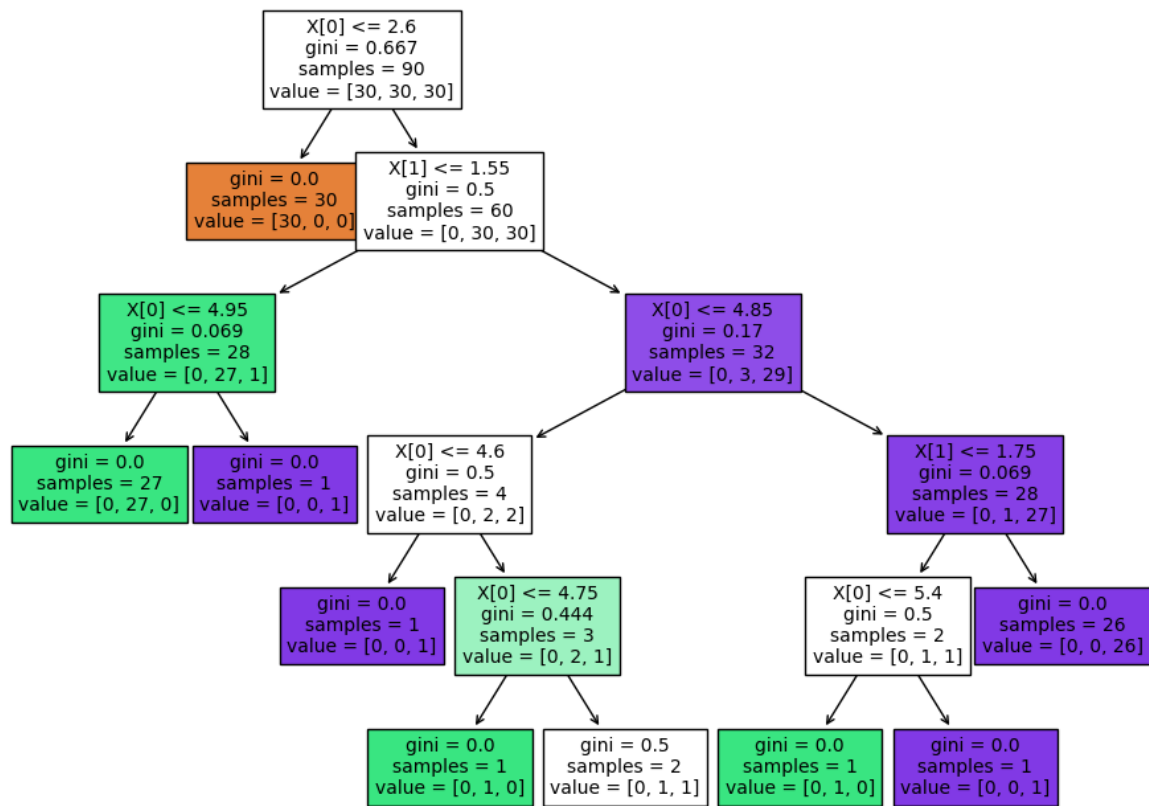 X[0] <= 2.6
gini = 0.667
samples = 90
value = [30, 30, 30]
gini = 0.0
samples = 30
value = [30, 0, 0]
X[1] <= 1.55
gini = 0.5
samples = 60
value = [0, 30, 30]
X[0] <= 4.95
gini = 0.069
samples = 28
value = [0, 27, 1]
X[0] <= 4.85
gini = 0.17
samples = 32
value = [0, 3, 29]
gini = 0.0
samples = 27
value = [0, 27, 0]
gini = 0.0
samples = 1
value = [0, 0, 1]
X[0] <= 4.6
gini = 0.5
samples = 4
value = [0, 2, 2]
X[1] <= 1.75
gini = 0.069
samples = 28
value = [0, 1, 27]
gini = 0.0
samples = 1
value = [0, 0, 1]
X[0] <= 4.75
gini = 0.444
samples = 3
value = [0, 2, 1]
X[0] <= 5.4
gini = 0.5
samples = 2
value = [0, 1, 1]
gini = 0.0
samples = 26
value = [0, 0, 26]
gini = 0.0
samples = 1
value = [0, 1, 0]
gini = 0.5
samples = 2
value = [0, 1, 1]
gini = 0.0
samples = 1
value = [0, 1, 0]
gini = 0.0
samples = 1
value = [0, 0, 1]